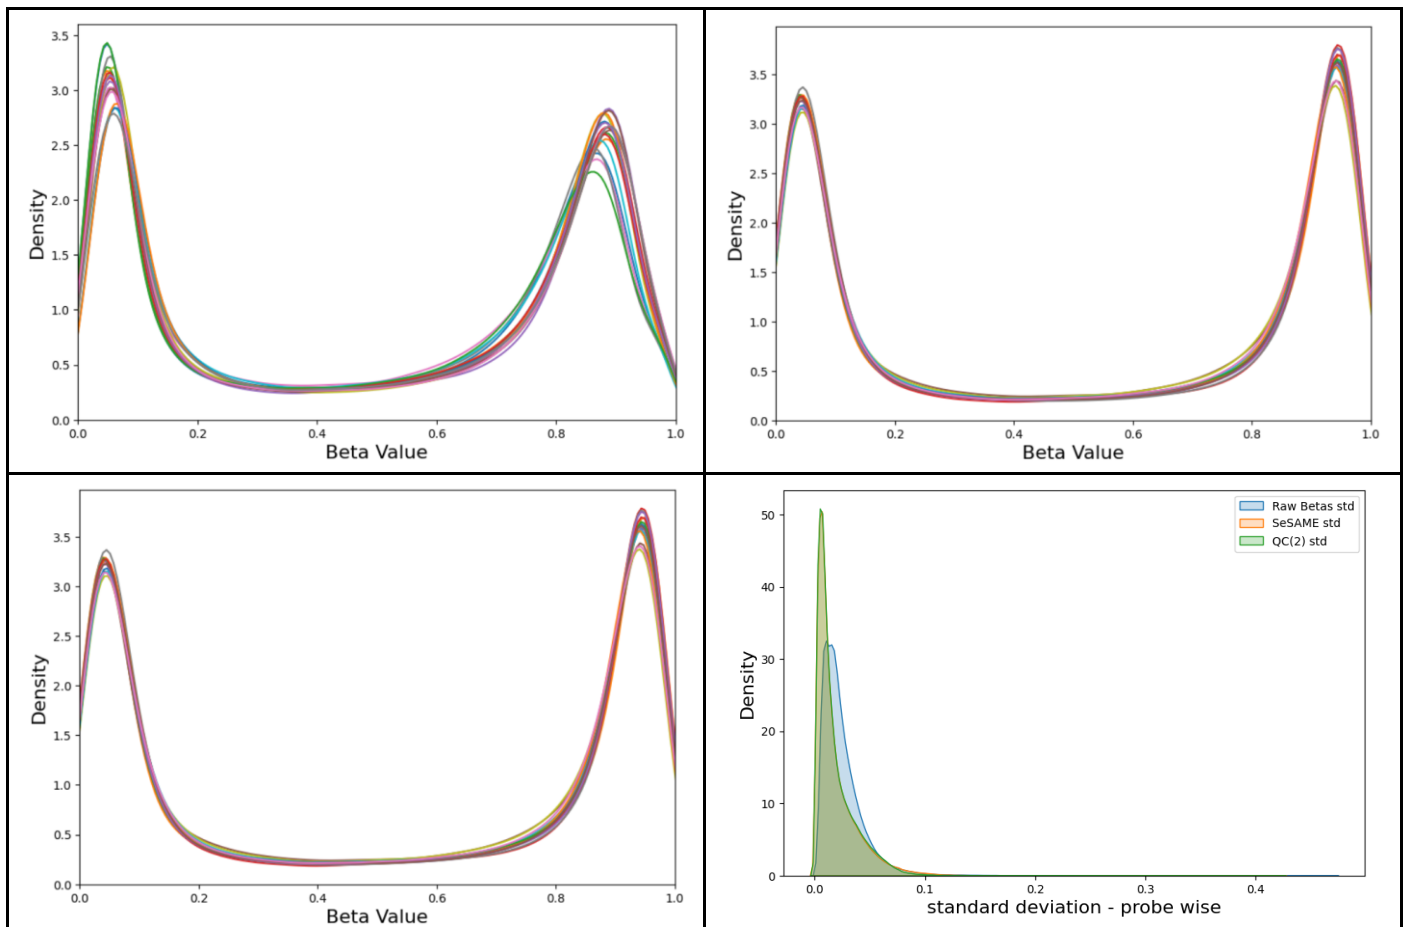 3.5
3.0
2.5
2.0
1.5
1.0
0.5
0.0
Density
0.0 0.2 0.4 0.6 0.8 1.0
Beta Value
3.5
3.0
2.5
2.0
1.5
1.0
0.5
0.0
Density
0.0 0.2 0.4 0.6 0.8 1.0
Beta Value
3.5
3.0
2.5
2.0
1.5
1.0
0.5
0.0
Density
0.0 0.2 0.4 0.6 0.8 1.0
Beta Value
Raw Betas std
SeSAME std
QC(2) std
50
40
30
20
10
0
Density
0.0 0.1 0.2 0.3 0.4
standard deviation - probe wise